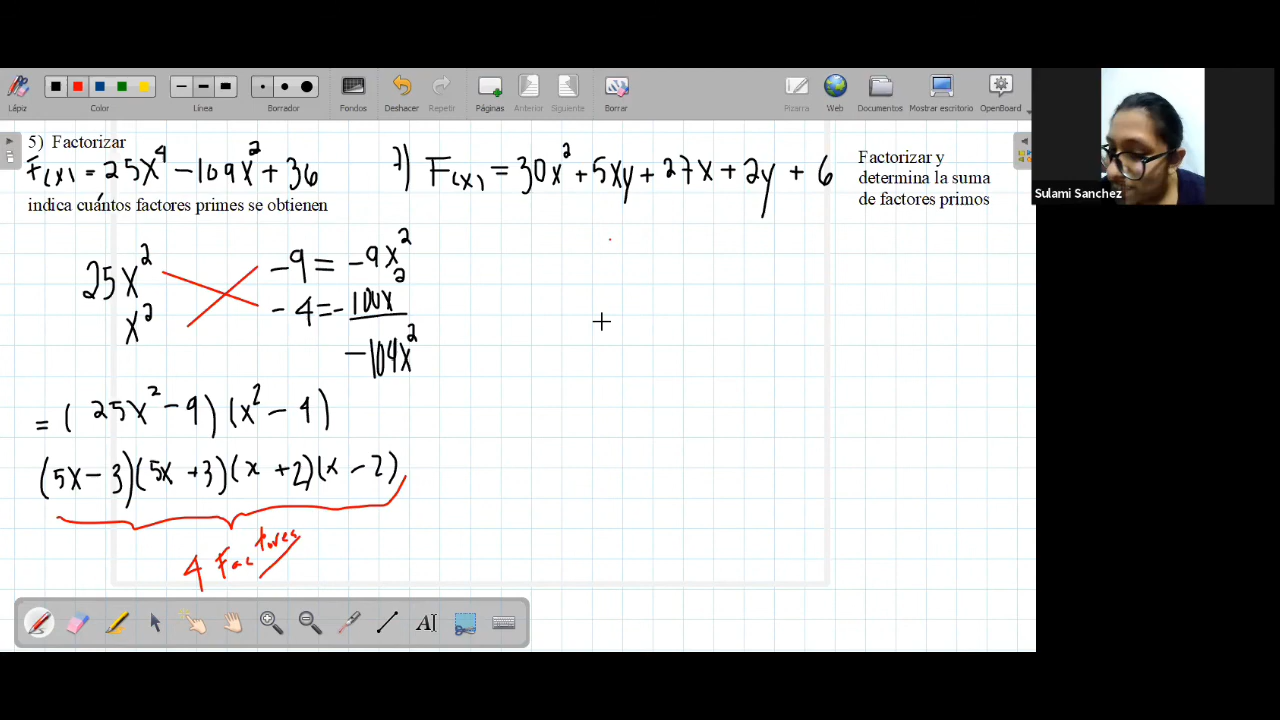 Lápiz Color Línea Borrador Fondos Deshacer Repetir Páginas Anterior Siguiente Borrar Pizarra Web Documentos Mostrar escritorio OpenBoard
5) Factorizar
F(x) = 25x⁴ - 109x² + 36
indica cuántos factores primes se obtienen
7) F(x) = 30x² + 5xy + 27x + 2y + 6
Factorizar y
determina la suma
de factores primos
Sulami Sanchez
25x² -9 = -9x²
x² -4 = -100x²
-104x²
= (25x² - 9)(x² - 4)
(5x - 3)(5x + 3)(x + 2)(x - 2)
4 Factores
AI